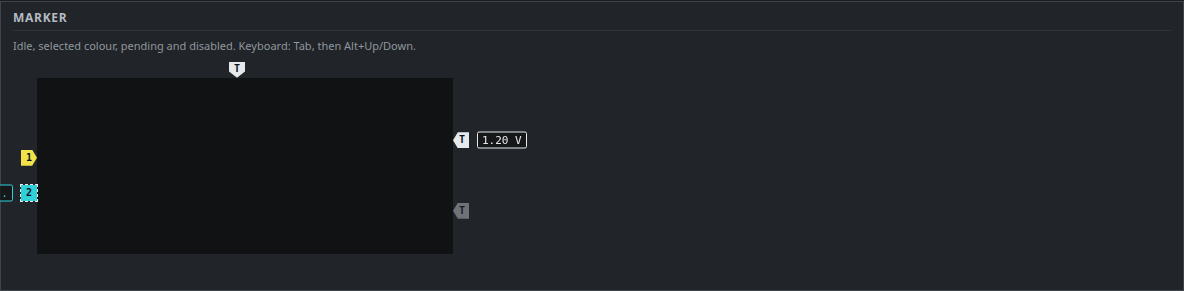 MARKER
Idle, selected colour, pending and disabled. Keyboard: Tab, then Alt+Up/Down.
T
T 1.20 V
1
. 2
T